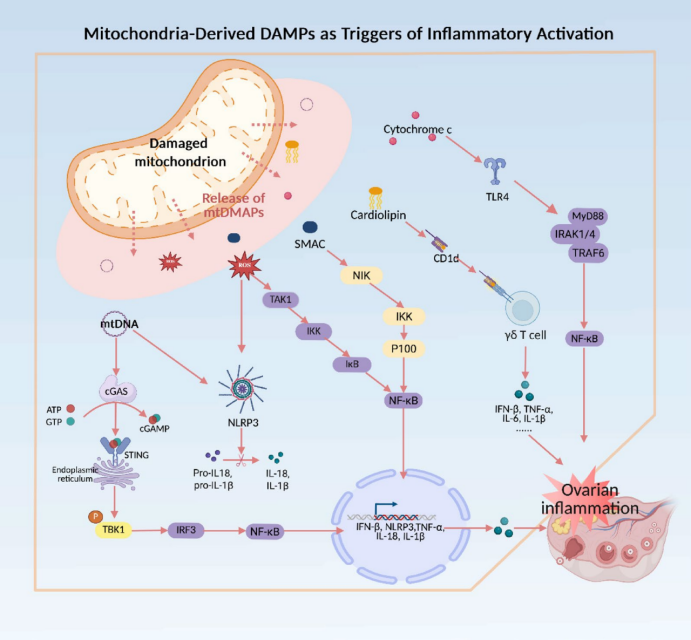 Mitochondria-Derived DAMPs as Triggers of Inflammatory Activation
Damaged
mitochondrion
Release of
mtDMAPs
Cytochrome c
TLR4
MyD88
IRAK1/4
TRAF6
NF-κB
Cardiolipin
CD1d
γδ T cell
IFN-β, TNF-α,
IL-6, IL-1β
......
SMAC
NIK
IKK
P100
NF-κB
ROS
ROS
TAK1
IKK
IκB
mtDNA
cGAS
ATP
GTP
cGAMP
STING
Endoplasmic
reticulum
NLRP3
Pro-IL18,
pro-IL-1β
IL-18,
IL-1β
P
TBK1
IRF3
NF-κB
IFN-β, NLRP3,TNF-α,
IL-18, IL-1β
Ovarian
inflammation